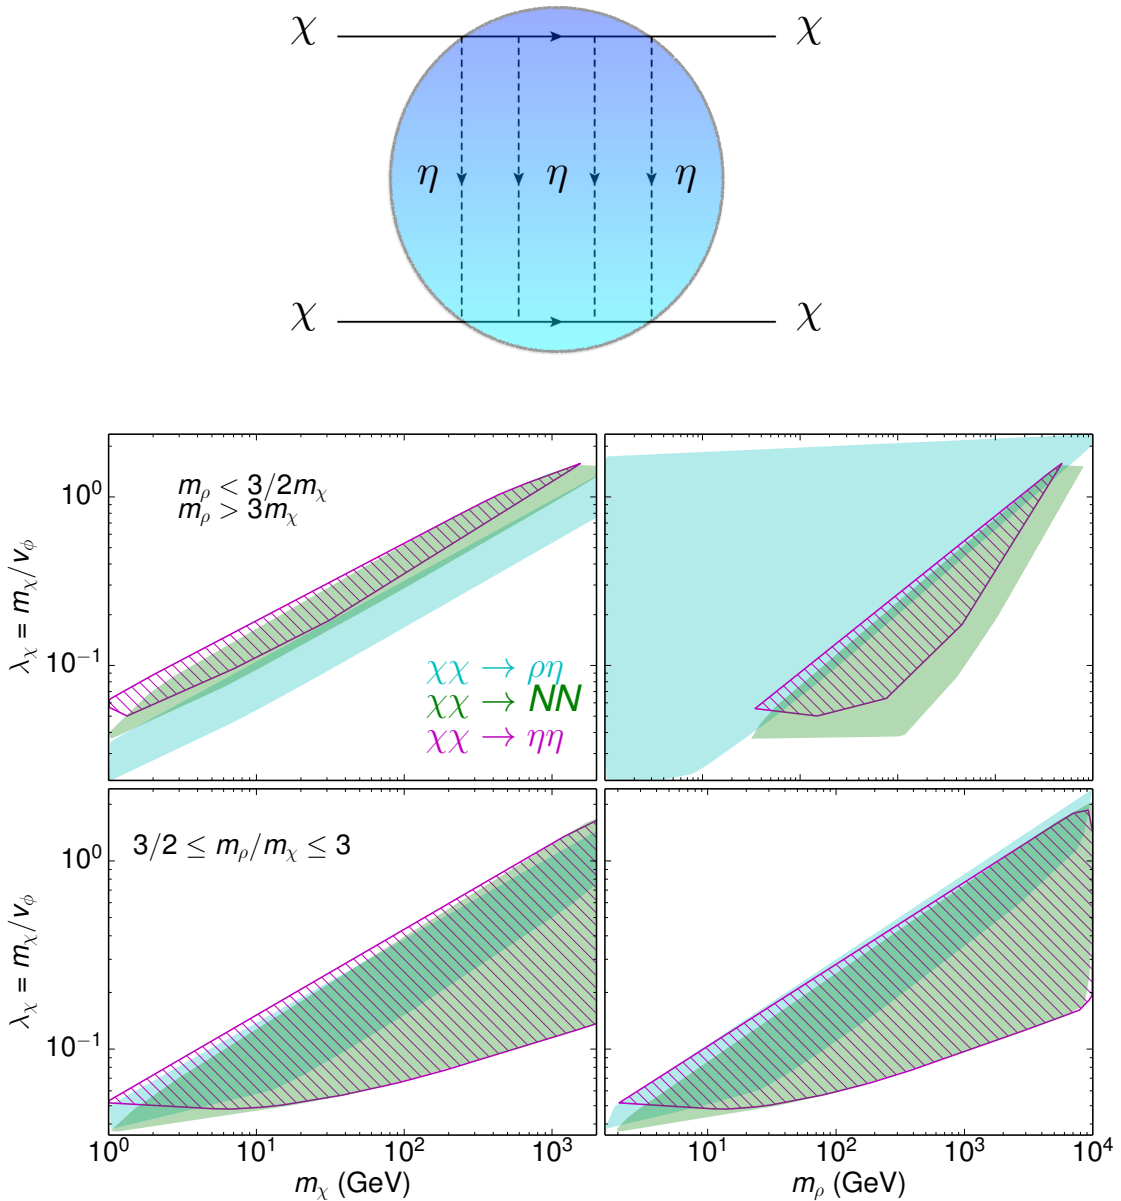 χ χ
η η η
χ χ
m_ρ < 3/2m_χ
m_ρ > 3m_χ
10^0
10^{-1}
λ_χ = m_χ/v_ϕ
χχ → ρη
χχ → NN
χχ → ηη
3/2 ≤ m_ρ/m_χ ≤ 3
10^0
10^{-1}
λ_χ = m_χ/v_ϕ
10^0 10^1 10^2 10^3 10^1 10^2 10^3 10^4
m_χ (GeV) m_ρ (GeV)